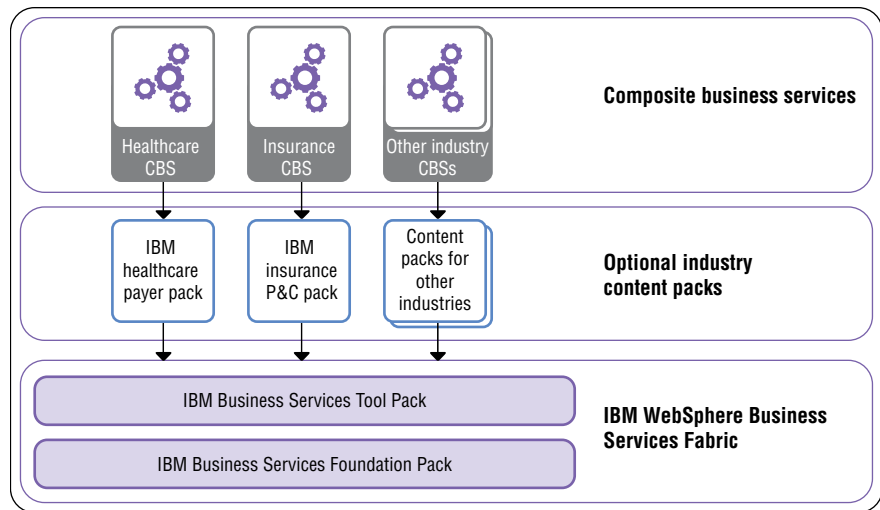 Healthcare
CBS
Insurance
CBS
Other industry
CBSs
Composite business services
IBM
healthcare
payer pack
IBM
insurance
P&C pack
Content
packs for
other
industries
Optional industry
content packs
IBM Business Services Tool Pack
IBM Business Services Foundation Pack
IBM WebSphere Business
Services Fabric